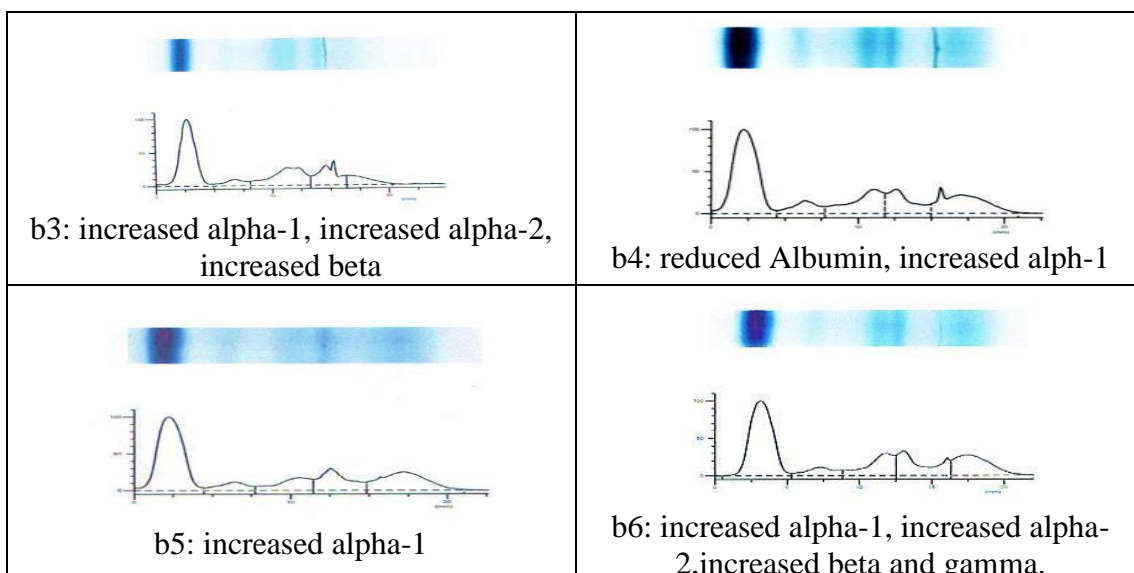 b3: increased alpha-1, increased alpha-2,
increased beta
b4: reduced Albumin, increased alph-1
b5: increased alpha-1
b6: increased alpha-1, increased alpha-
2,increased beta and gamma.